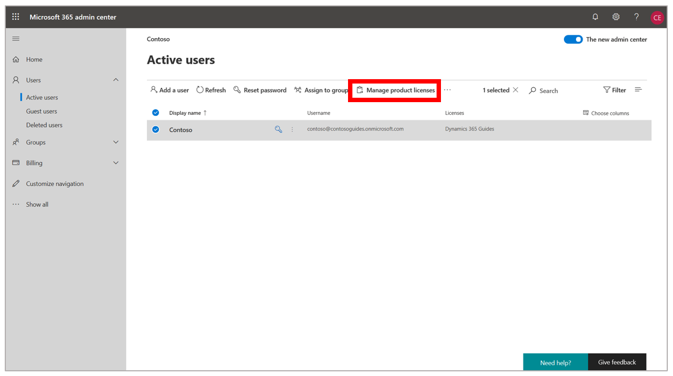 Microsoft 365 admin center
? CE
Contoso
The new admin center
Home
Active users
Users
Add a user Refresh Reset password Assign to group Manage product licenses ... 1 selected × Search Filter
Active users
Guest users
Display name ↑ Username Licenses Choose columns
Deleted users
Contoso contoso@contosoguides.onmicrosoft.com Dynamics 365 Guides
Groups
Billing
Customize navigation
Show all
Need help? Give feedback